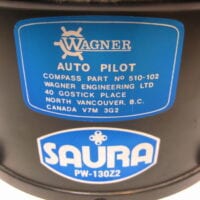 WAGNER
AUTO PILOT
COMPASS PART Nº 510-102
WAGNER ENGINEERING LTD
40 GOSTICK PLACE
NORTH VANCOUVER, B.C.
CANADA V7M 3G2
SAURA
PW-130Z2